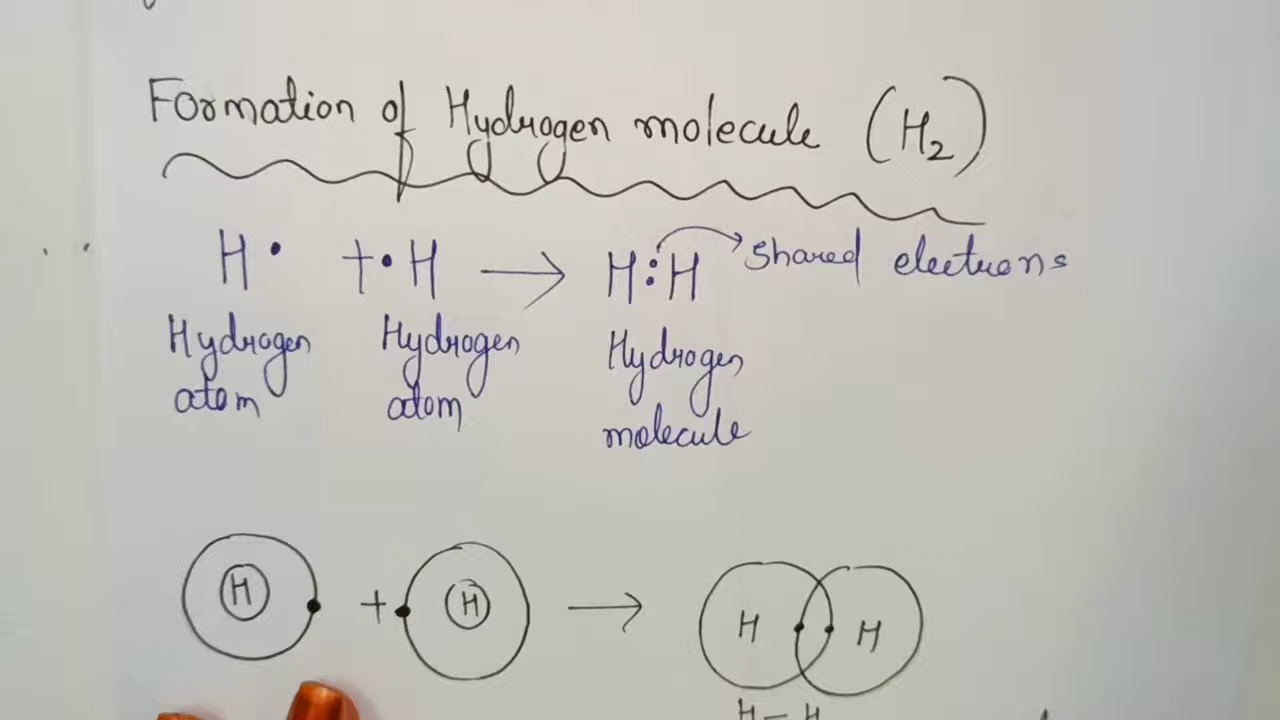 Formation of Hydrogen molecule (H₂)
H • + • H → H : H → Shared electrons
Hydrogen atom
Hydrogen atom
Hydrogen molecule
H + H → H H
H – H